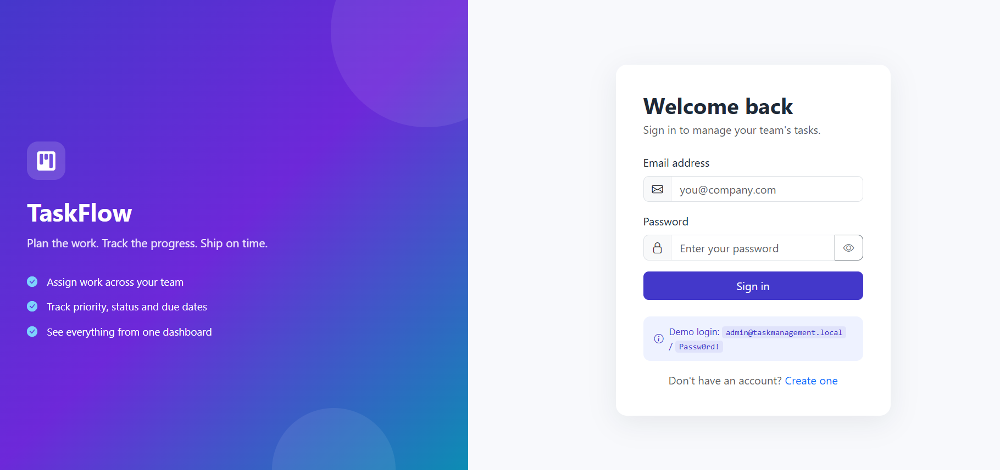 TaskFlow
Plan the work. Track the progress. Ship on time.
Assign work across your team
Track priority, status and due dates
See everything from one dashboard
Welcome back
Sign in to manage your team's tasks.
Email address
you@company.com
Password
Enter your password
Sign in
Demo login: admin@taskmanagement.local
/ Passw0rd!
Don't have an account? Create one